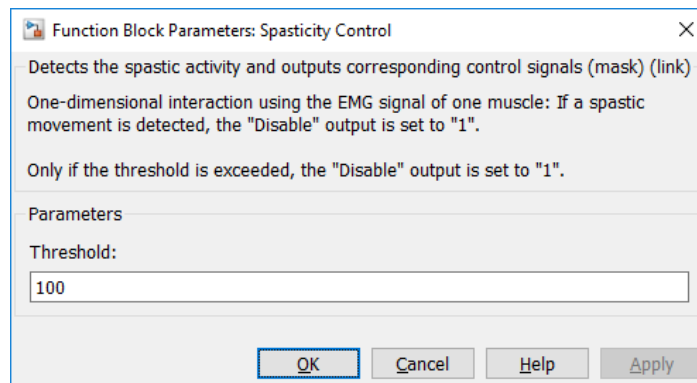 Function Block Parameters: Spasticity Control
Detects the spastic activity and outputs corresponding control signals (mask) (link)
One-dimensional interaction using the EMG signal of one muscle: If a spastic
movement is detected, the "Disable" output is set to "1".
Only if the threshold is exceeded, the "Disable" output is set to "1".
Parameters
Threshold:
100
OK Cancel Help Apply